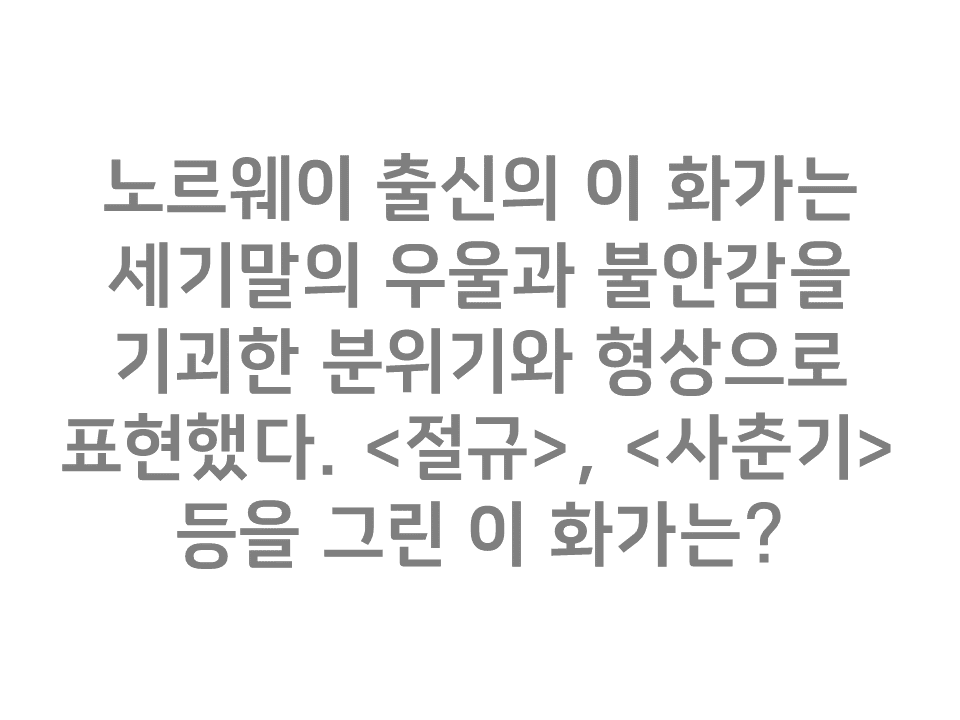 노르웨이 출신의 이 화가는
세기말의 우울과 불안감을
기괴한 분위기와 형상으로
표현했다. <절규>, <사춘기>
등을 그린 이 화가는?